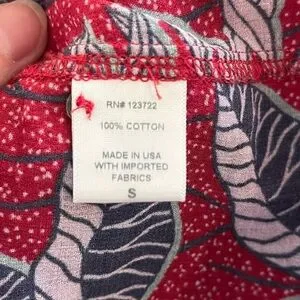 RN# 123722
100% COTTON
MADE IN USA
WITH IMPORTED
FABRICS
S